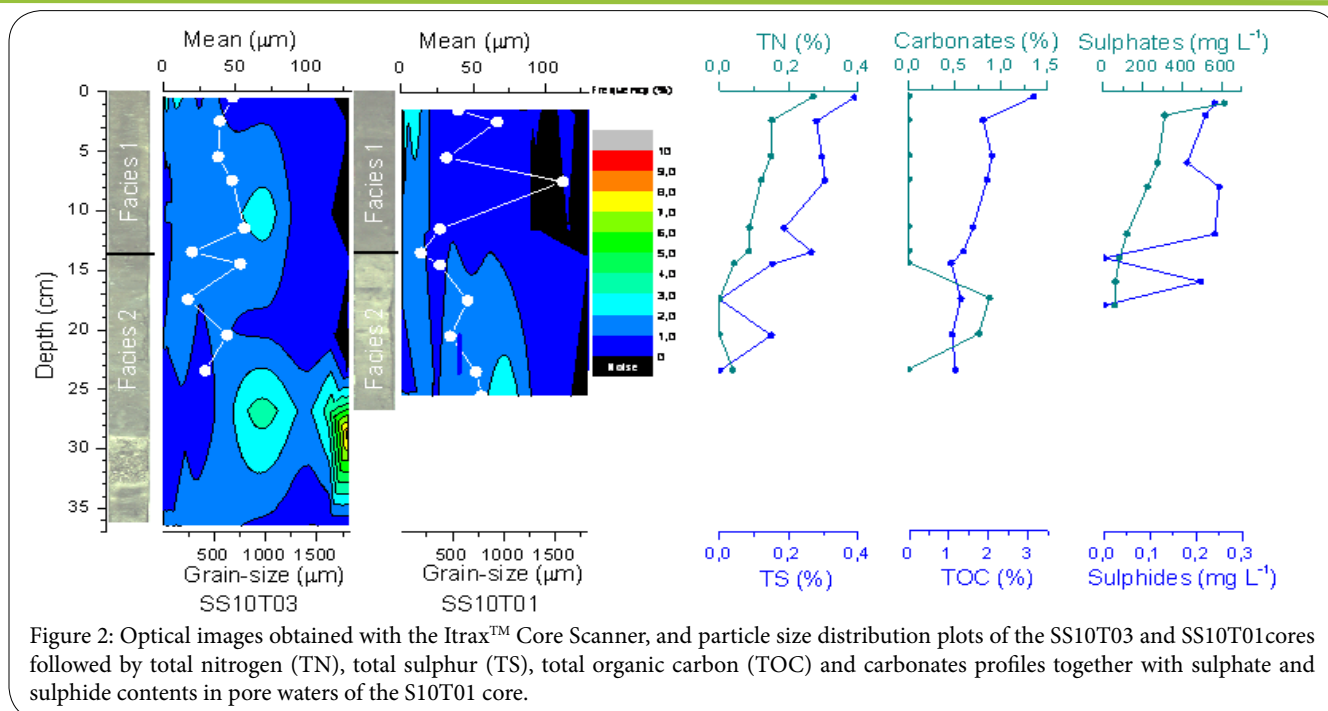 Mean (µm)
0 50 100
Mean (µm)
0 50 100
TN (%)
0,0 0,2 0,4
Carbonates (%)
0,0 0,5 1,0 1,5
Sulphates (mg L⁻¹)
0 200 400 600
Depth (cm)
0
5
10
15
20
25
30
35
Facies 1
Facies 2
Facies 1
Facies 2
Frequency (%)
10
9,0
8,0
7,0
6,0
5,0
4,0
3,0
2,0
1,0
0
Noise
500 1000 1500
Grain-size (µm)
SS10T03
500 1000 1500
Grain-size (µm)
SS10T01
0,0 0,2 0,4
TS (%)
0 1 2 3
TOC (%)
0,0 0,1 0,2 0,3
Sulphides (mg L⁻¹)
Figure 2: Optical images obtained with the Itrax™ Core Scanner, and particle size distribution plots of the SS10T03 and SS10T01cores
followed by total nitrogen (TN), total sulphur (TS), total organic carbon (TOC) and carbonates profiles together with sulphate and
sulphide contents in pore waters of the S10T01 core.